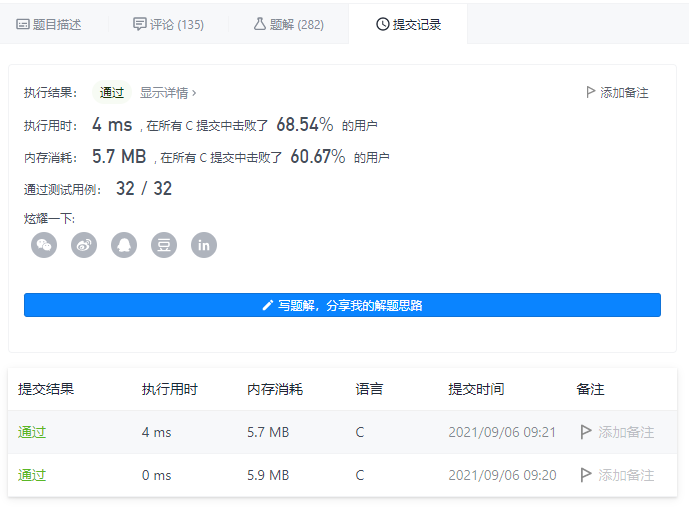 题目描述 评论 (135) 题解 (282) 提交记录
执行结果： 通过 显示详情 > 添加备注
执行用时： 4 ms , 在所有 C 提交中击败了 68.54% 的用户
内存消耗： 5.7 MB , 在所有 C 提交中击败了 60.67% 的用户
通过测试用例： 32 / 32
炫耀一下:
豆 in
写题解，分享我的解题思路
提交结果 执行用时 内存消耗 语言 提交时间 备注
通过 4 ms 5.7 MB C 2021/09/06 09:21 添加备注
通过 0 ms 5.9 MB C 2021/09/06 09:20 添加备注